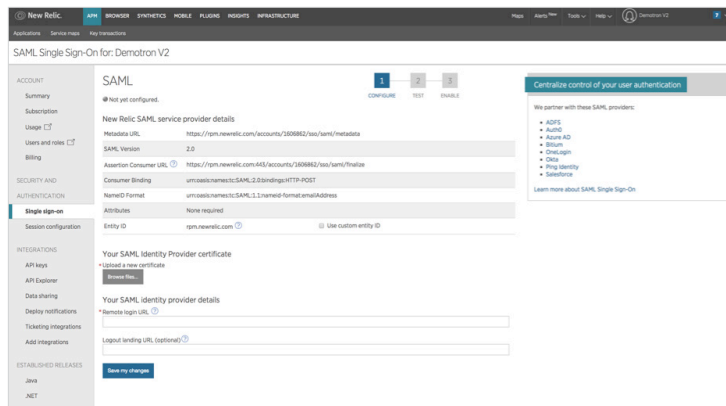 New Relic. APM BROWSER SYNTHETICS MOBILE PLUGINS INSIGHTS INFRASTRUCTURE Maps Alerts New Tools Help Demotron V2 ?
Applications Service maps Key transactions
SAML Single Sign-On for: Demotron V2
ACCOUNT
Summary
Subscription
Usage
Users and roles
Billing
SECURITY AND
AUTHENTICATION
Single sign-on
Session configuration
INTEGRATIONS
API keys
API Explorer
Data sharing
Deploy notifications
Ticketing integrations
Add integrations
ESTABLISHED RELEASES
Java
.NET
SAML
Not yet configured.
1 2 3
CONFIGURE TEST ENABLE
New Relic SAML service provider details
Metadata URL https://rpm.newrelic.com/accounts/1606862/sso/saml/metadata
SAML Version 2.0
Assertion Consumer URL ? https://rpm.newrelic.com:443/accounts/1606862/sso/saml/finalize
Consumer Binding urn:oasis:names:tc:SAML:2.0:bindings:HTTP-POST
NameID Format urn:oasis:names:tc:SAML:1.1:nameid-format:emailAddress
Attributes None required
Entity ID rpm.newrelic.com ? Use custom entity ID
Your SAML Identity Provider certificate
* Upload a new certificate
Browse files...
Your SAML identity provider details
* Remote login URL ?
Logout landing URL (optional) ?
Save my changes
Centralize control of your user authentication
We partner with these SAML providers:
• ADFS
• Auth0
• Azure AD
• Bitium
• OneLogin
• Okta
• Ping Identity
• Salesforce
Learn more about SAML Single Sign-On